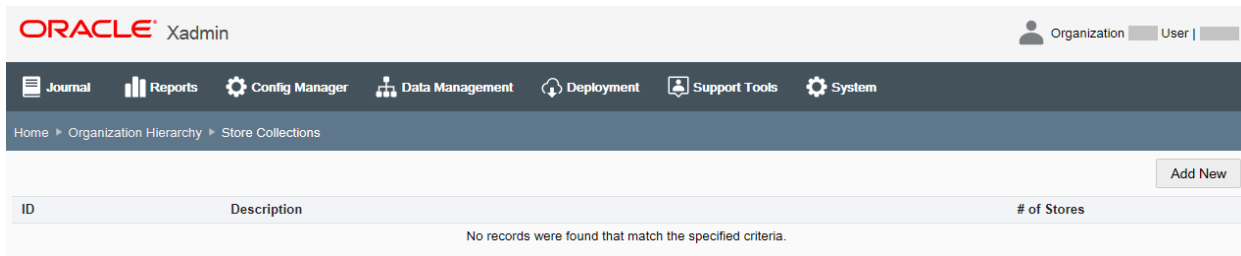 ORACLE Xadmin Organization User |
Journal Reports Config Manager Data Management Deployment Support Tools System
Home Organization Hierarchy Store Collections
Add New
ID Description # of Stores
No records were found that match the specified criteria.